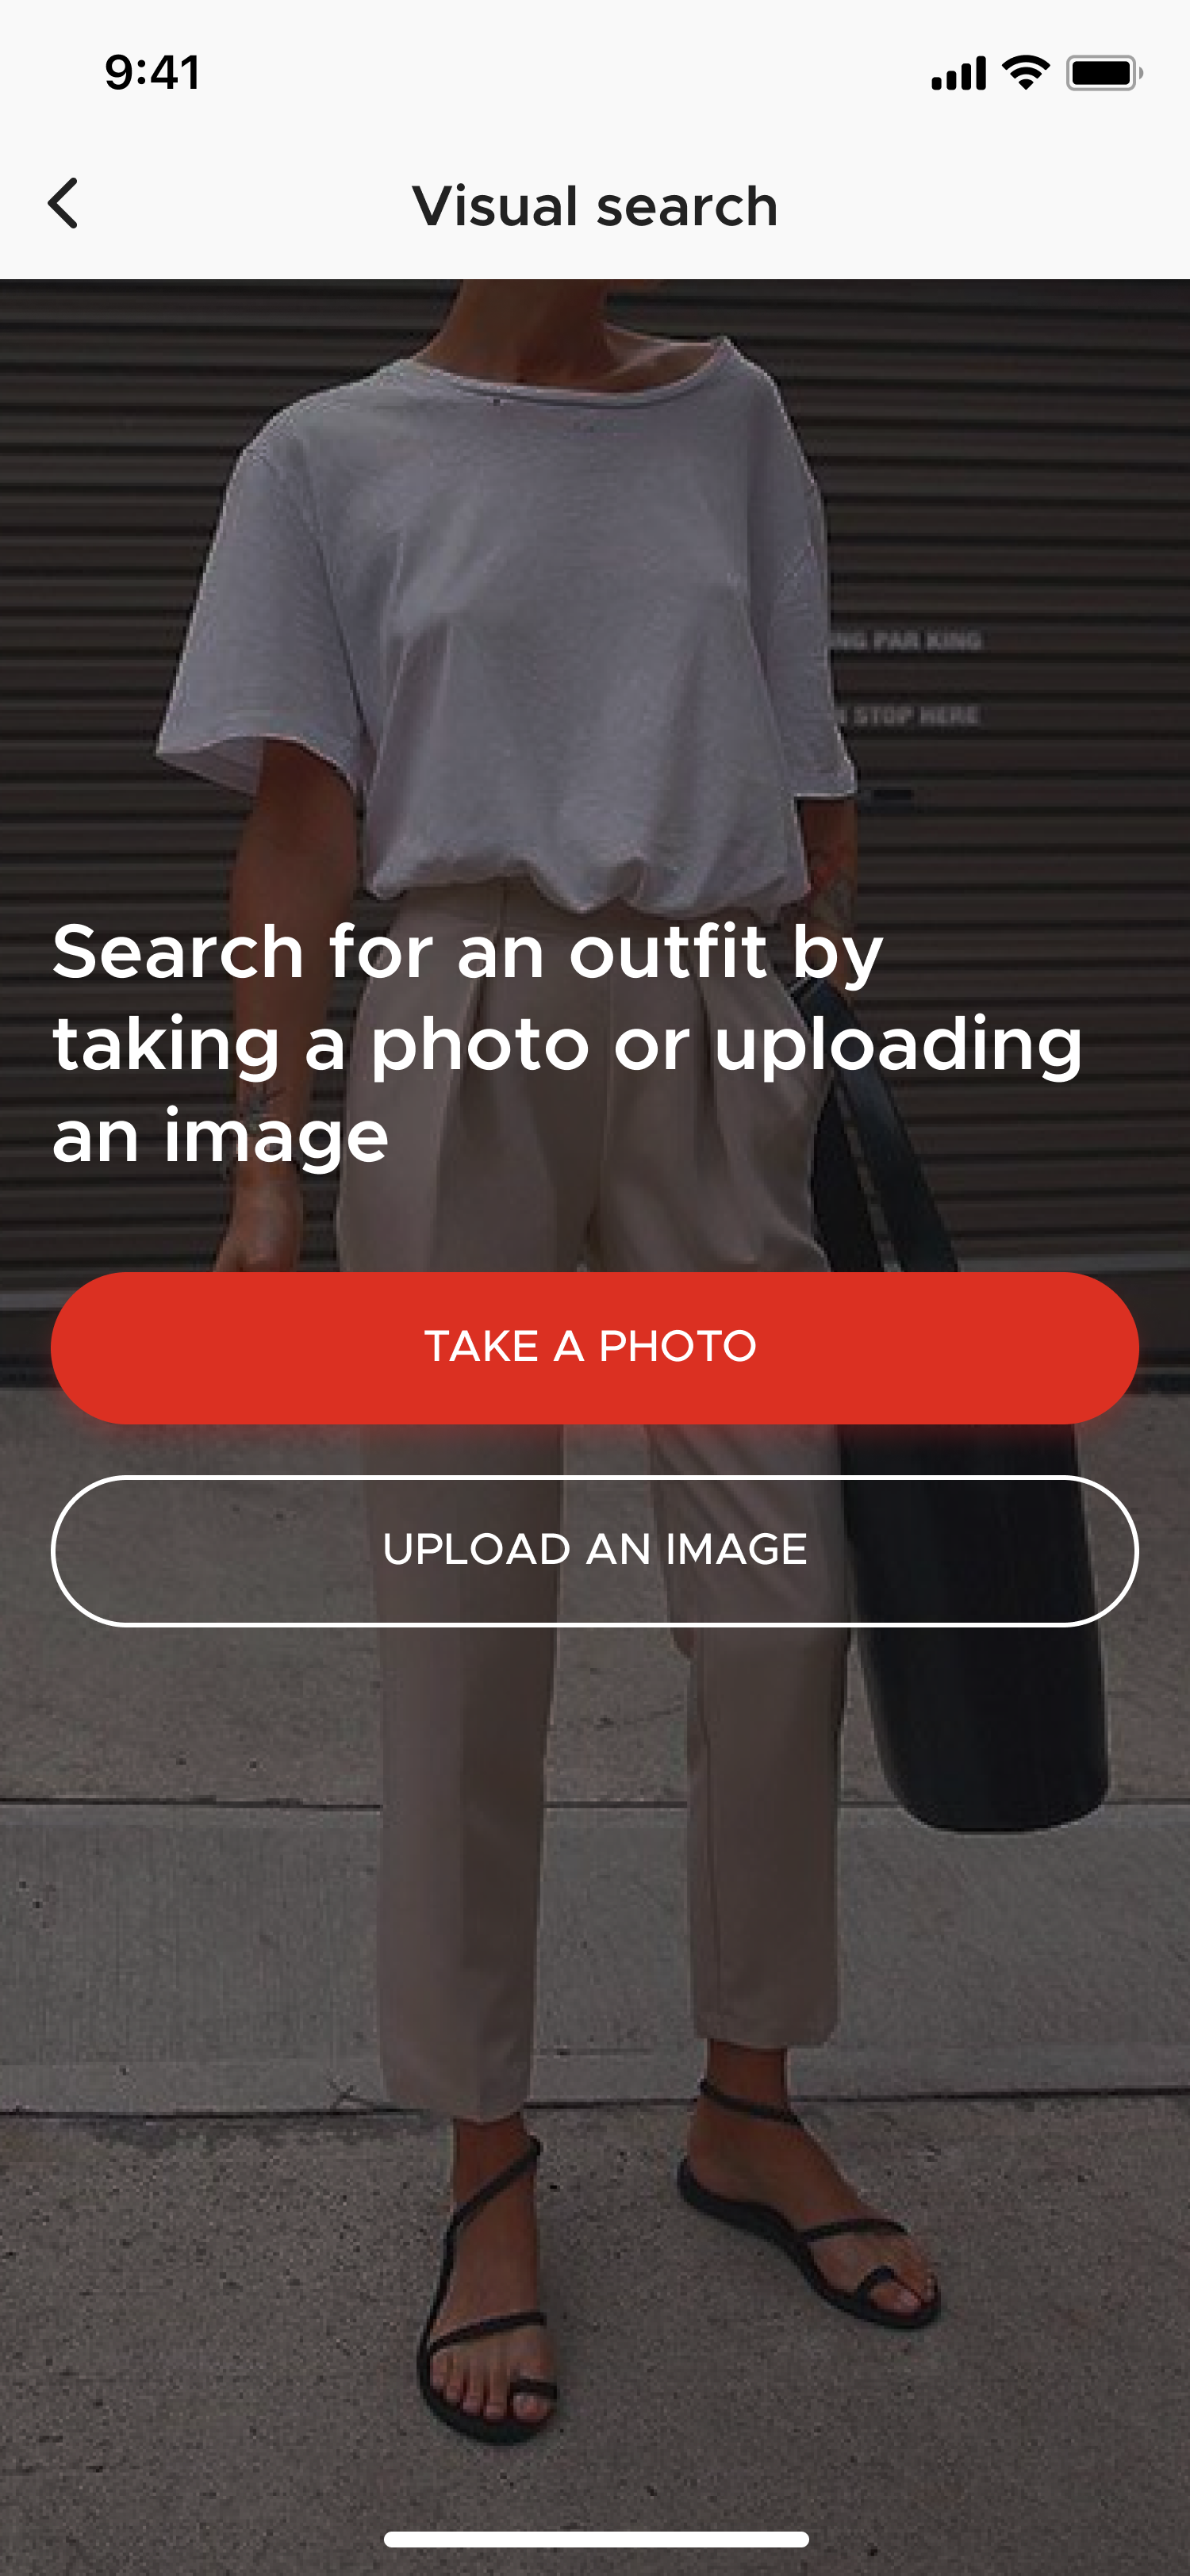 9:41
Visual search
PAR KING
STOP HERE
Search for an outfit by
taking a photo or uploading
an image
TAKE A PHOTO
UPLOAD AN IMAGE